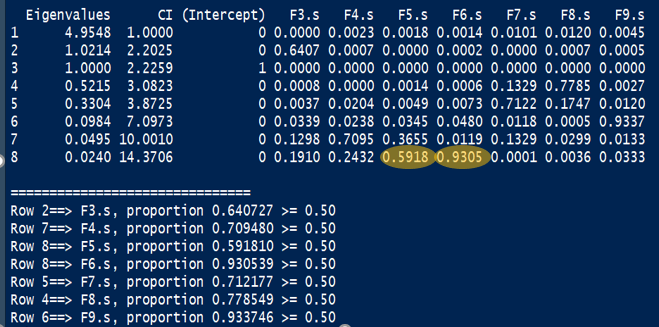 Eigenvalues CI (Intercept) F3.s F4.s F5.s F6.s F7.s F8.s F9.s
1 4.9548 1.0000 0 0.0000 0.0023 0.0018 0.0014 0.0101 0.0120 0.0045
2 1.0214 2.2025 0 0.6407 0.0007 0.0000 0.0002 0.0000 0.0007 0.0005
3 1.0000 2.2259 1 0.0000 0.0000 0.0000 0.0000 0.0000 0.0000 0.0000
4 0.5215 3.0823 0 0.0008 0.0000 0.0014 0.0006 0.1329 0.7785 0.0027
5 0.3304 3.8725 0 0.0037 0.0204 0.0049 0.0073 0.7122 0.1747 0.0120
6 0.0984 7.0973 0 0.0339 0.0238 0.0345 0.0480 0.0118 0.0005 0.9337
7 0.0495 10.0010 0 0.1298 0.7095 0.3655 0.0119 0.1329 0.0299 0.0133
8 0.0240 14.3706 0 0.1910 0.2432 0.5918 0.9305 0.0001 0.0036 0.0333
===============================
Row 2==> F3.s, proportion 0.640727 >= 0.50
Row 7==> F4.s, proportion 0.709480 >= 0.50
Row 8==> F5.s, proportion 0.591810 >= 0.50
Row 8==> F6.s, proportion 0.930539 >= 0.50
Row 5==> F7.s, proportion 0.712177 >= 0.50
Row 4==> F8.s, proportion 0.778549 >= 0.50
Row 6==> F9.s, proportion 0.933746 >= 0.50